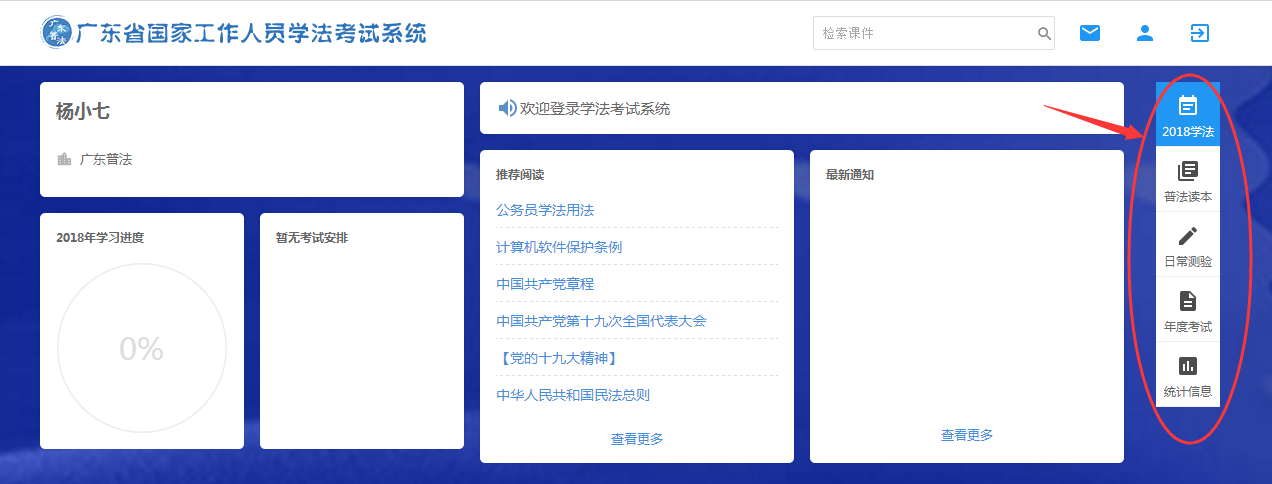 广东普法
广东省国家工作人员学法考试系统
检索课件
杨小七
广东普法
2018年学习进度
0%
暂无考试安排
欢迎登录学法考试系统
推荐阅读
公务员学法用法
计算机软件保护条例
中国共产党章程
中国共产党第十九次全国代表大会
【党的十九大精神】
中华人民共和国民法总则
查看更多
最新通知
查看更多
2018学法
普法读本
日常测验
年度考试
统计信息